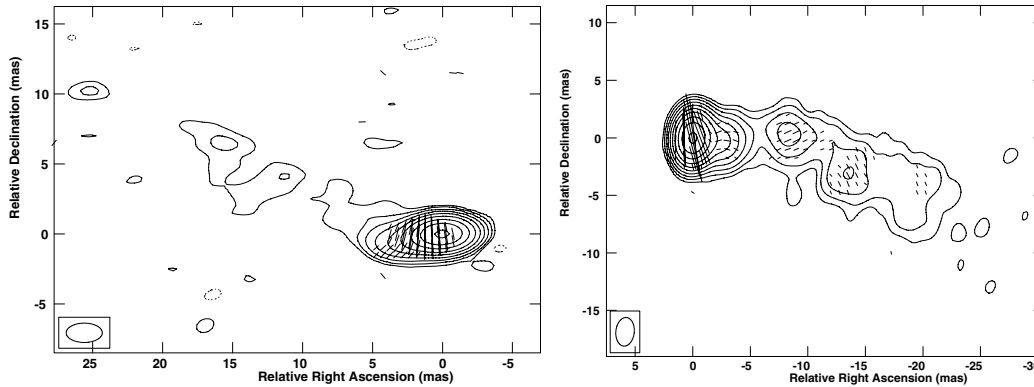 15
10
5
0
-5
Relative Declination (mas)
25 20 15 10 5 0 -5
Relative Right Ascension (mas)
10
5
0
-5
-10
-15
Relative Declination (mas)
5 0 -5 -10 -15 -20 -25 -30
Relative Right Ascension (mas)